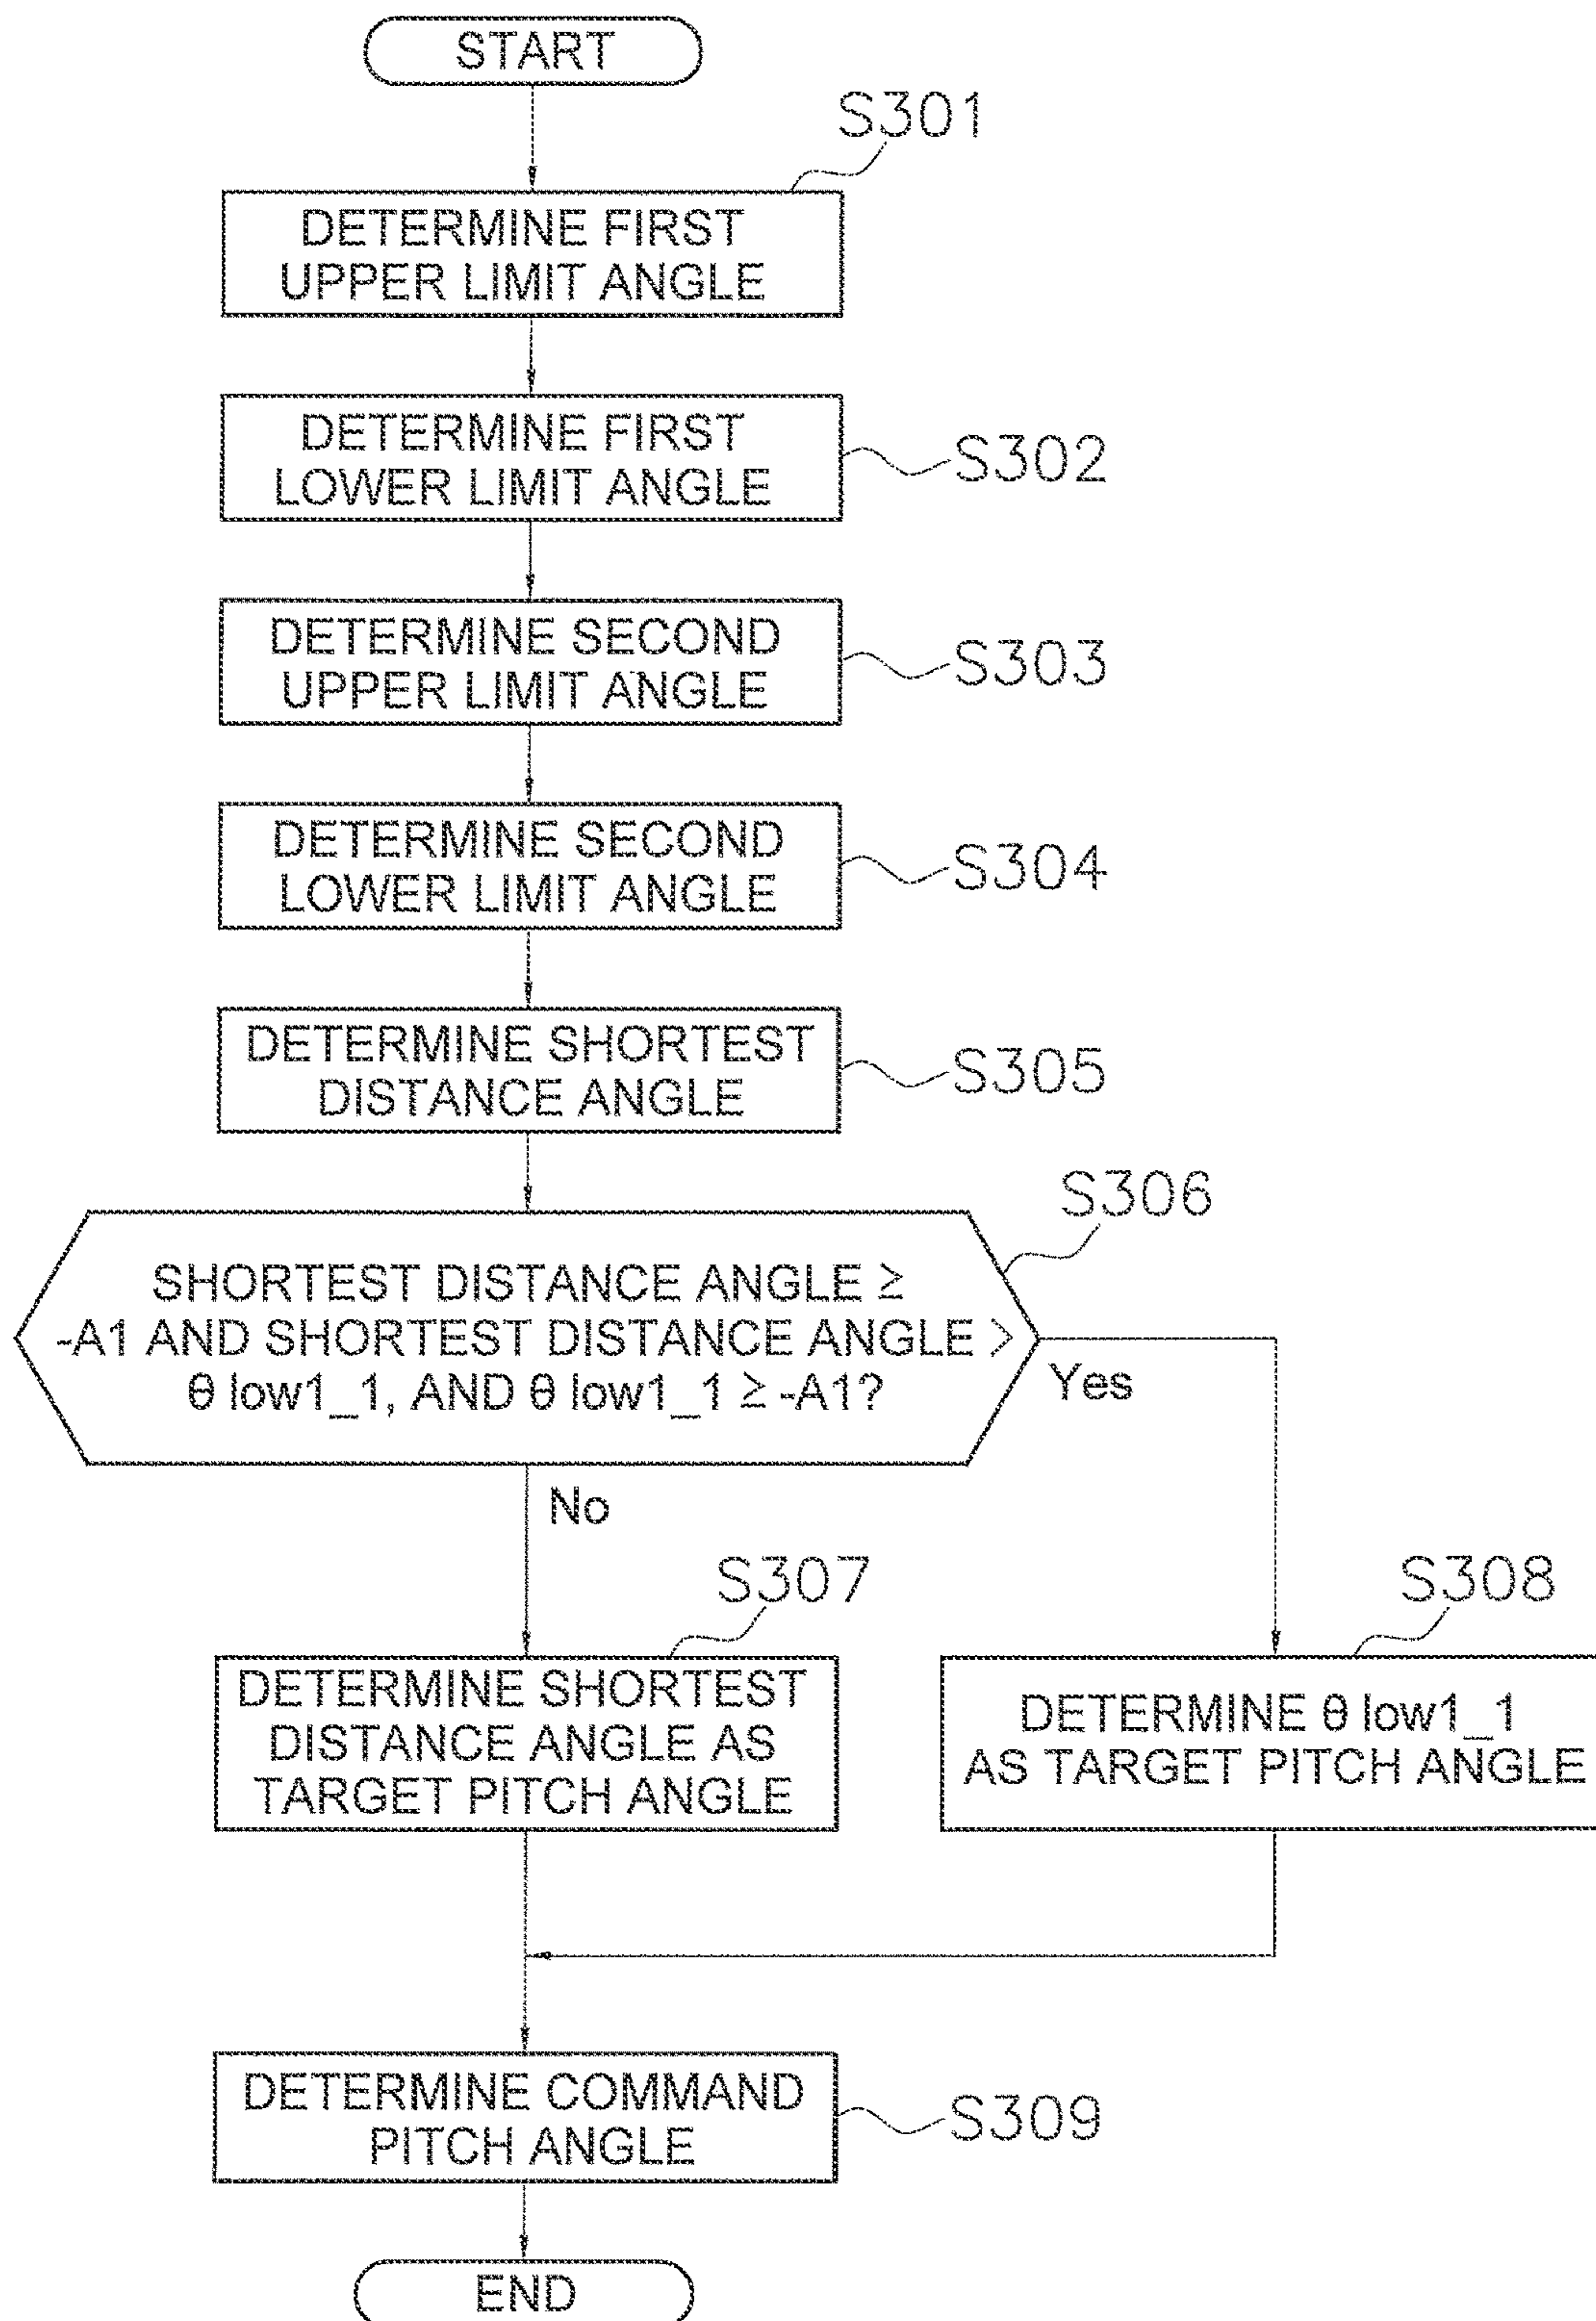 START
S301
DETERMINE FIRST
UPPER LIMIT ANGLE
DETERMINE FIRST
LOWER LIMIT ANGLE
S302
DETERMINE SECOND
UPPER LIMIT ANGLE
S303
DETERMINE SECOND
LOWER LIMIT ANGLE
S304
DETERMINE SHORTEST
DISTANCE ANGLE
S305
S306
SHORTEST DISTANCE ANGLE ≥
-A1 AND SHORTEST DISTANCE ANGLE >
θ low1_1, AND θ low1_1 ≥ -A1?
Yes
No
S307
DETERMINE SHORTEST
DISTANCE ANGLE AS
TARGET PITCH ANGLE
S308
DETERMINE θ low1_1
AS TARGET PITCH ANGLE
DETERMINE COMMAND
PITCH ANGLE
S309
END